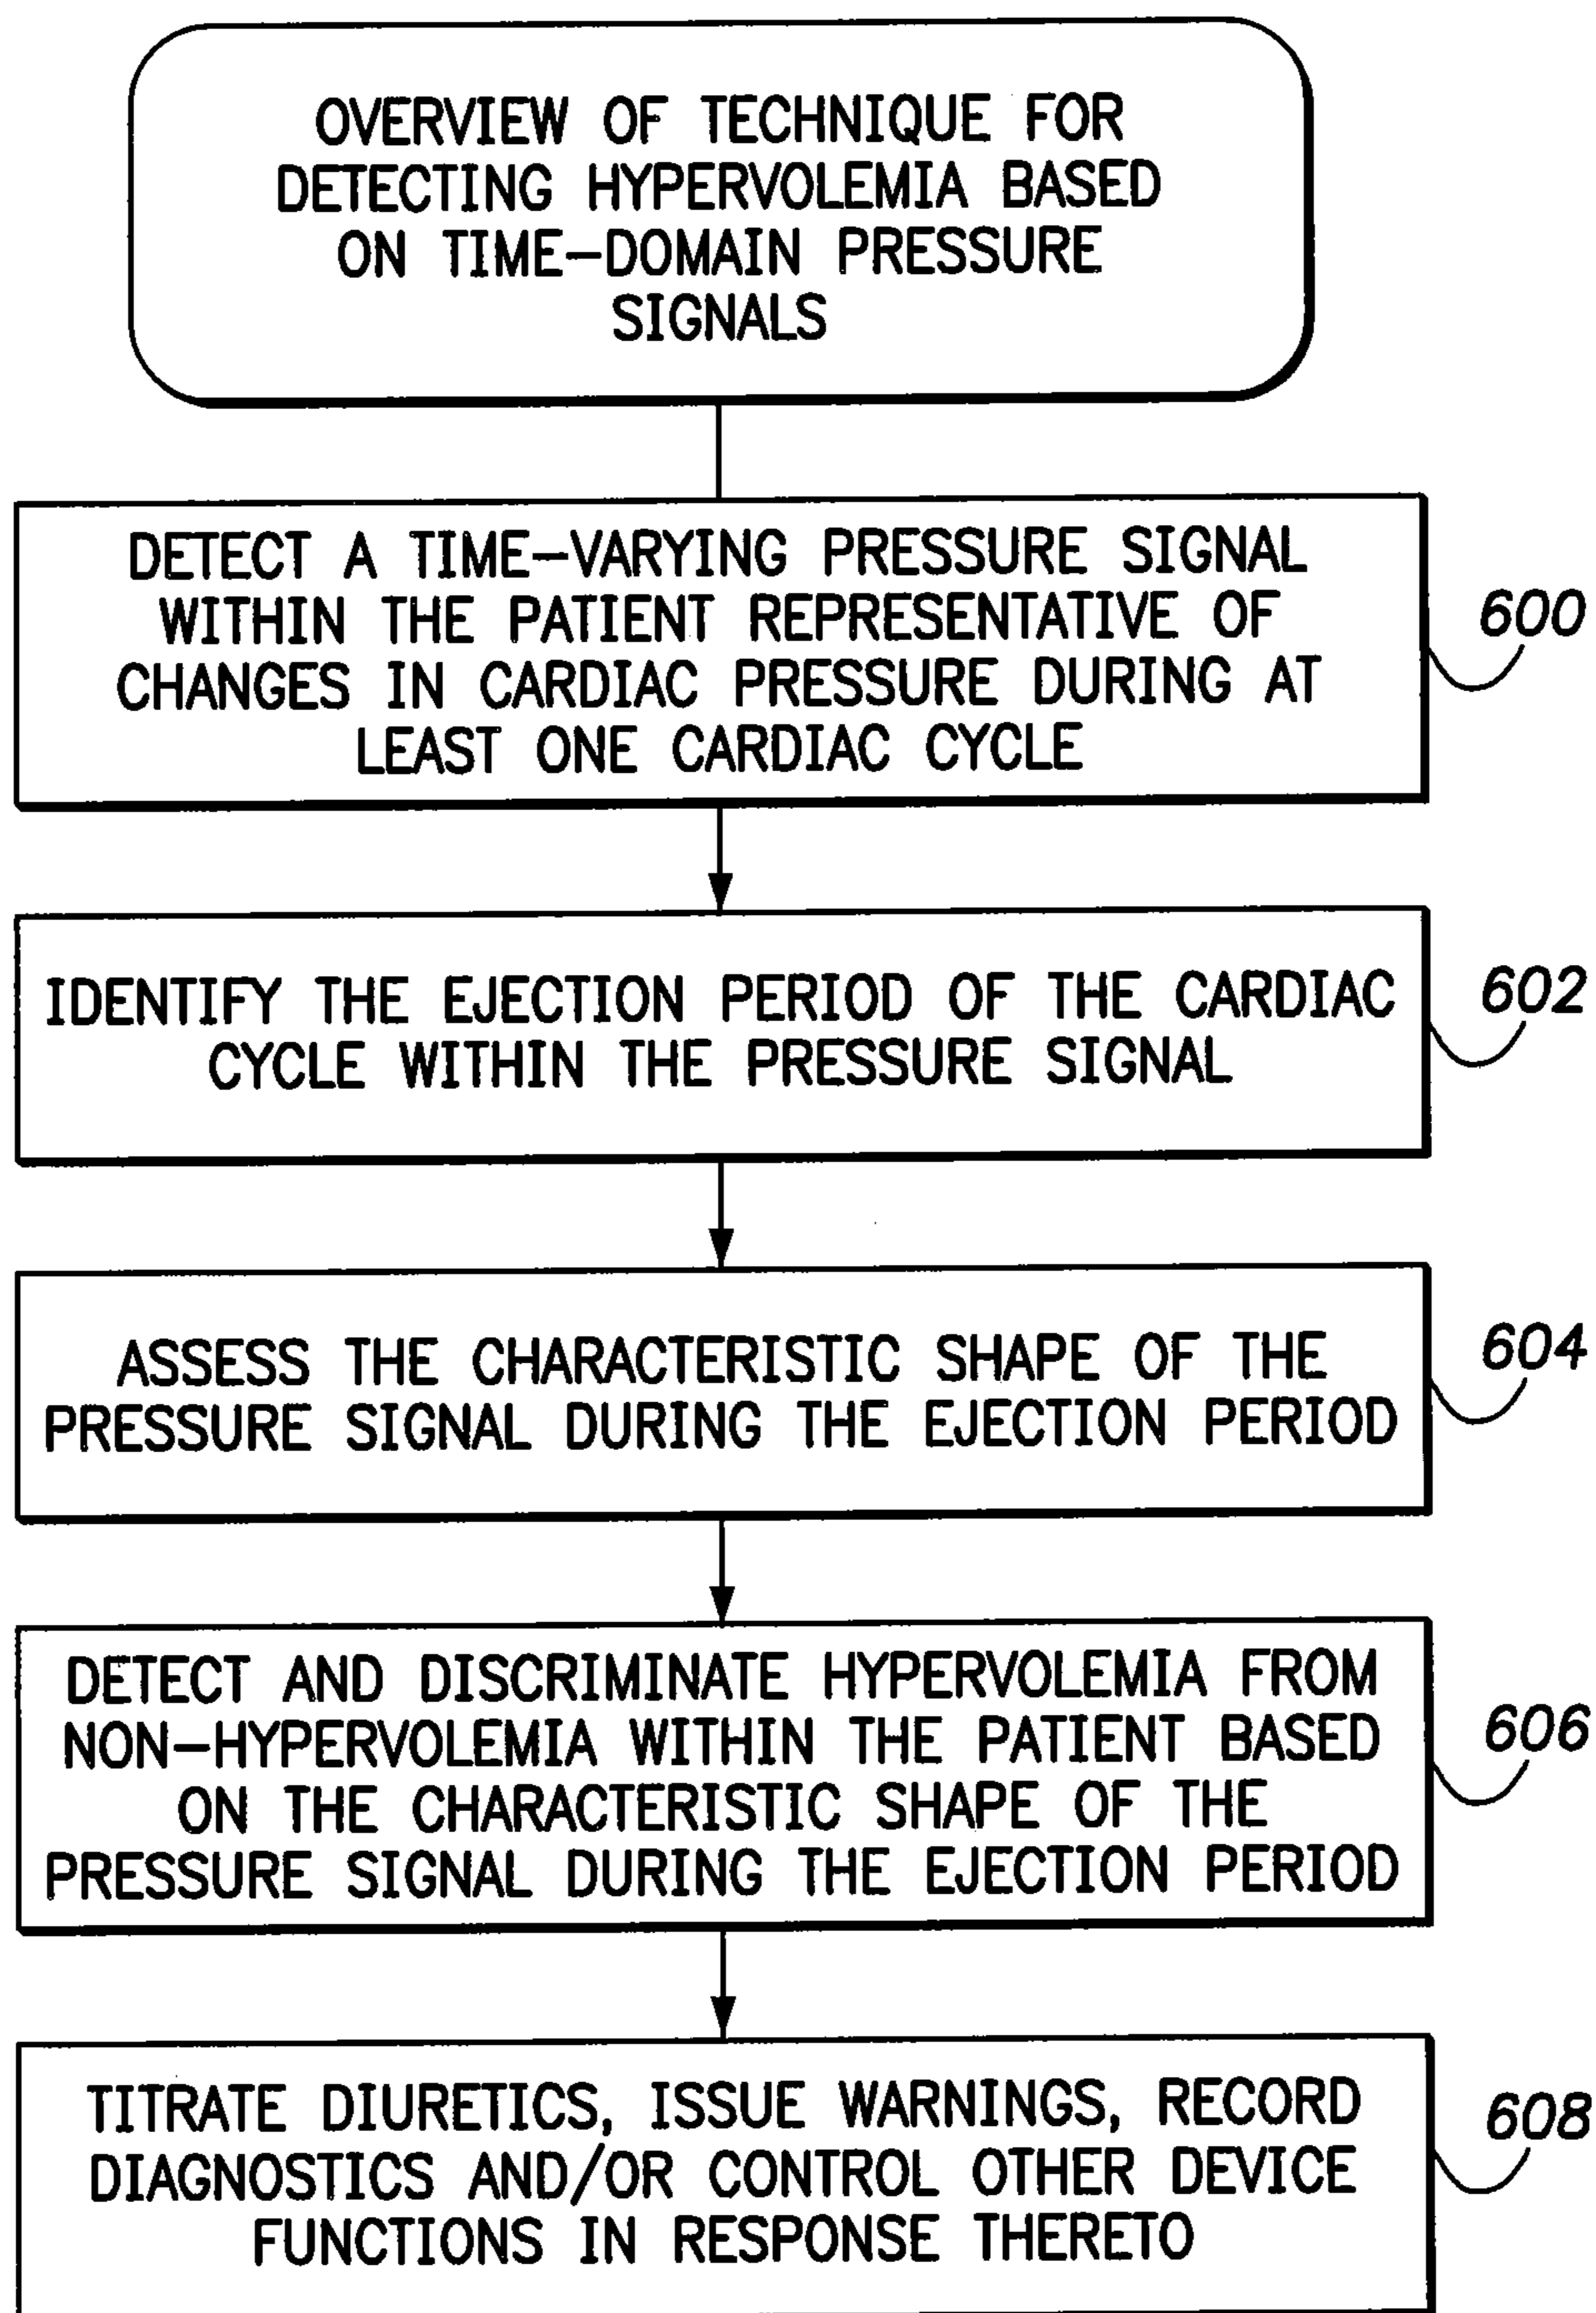 OVERVIEW OF TECHNIQUE FOR
DETECTING HYPERVOLEMIA BASED
ON TIME-DOMAIN PRESSURE
SIGNALS
DETECT A TIME-VARYING PRESSURE SIGNAL
WITHIN THE PATIENT REPRESENTATIVE OF
CHANGES IN CARDIAC PRESSURE DURING AT
LEAST ONE CARDIAC CYCLE
600
IDENTIFY THE EJECTION PERIOD OF THE CARDIAC
CYCLE WITHIN THE PRESSURE SIGNAL
602
ASSESS THE CHARACTERISTIC SHAPE OF THE
PRESSURE SIGNAL DURING THE EJECTION PERIOD
604
DETECT AND DISCRIMINATE HYPERVOLEMIA FROM
NON-HYPERVOLEMIA WITHIN THE PATIENT BASED
ON THE CHARACTERISTIC SHAPE OF THE
PRESSURE SIGNAL DURING THE EJECTION PERIOD
606
TITRATE DIURETICS, ISSUE WARNINGS, RECORD
DIAGNOSTICS AND/OR CONTROL OTHER DEVICE
FUNCTIONS IN RESPONSE THERETO
608